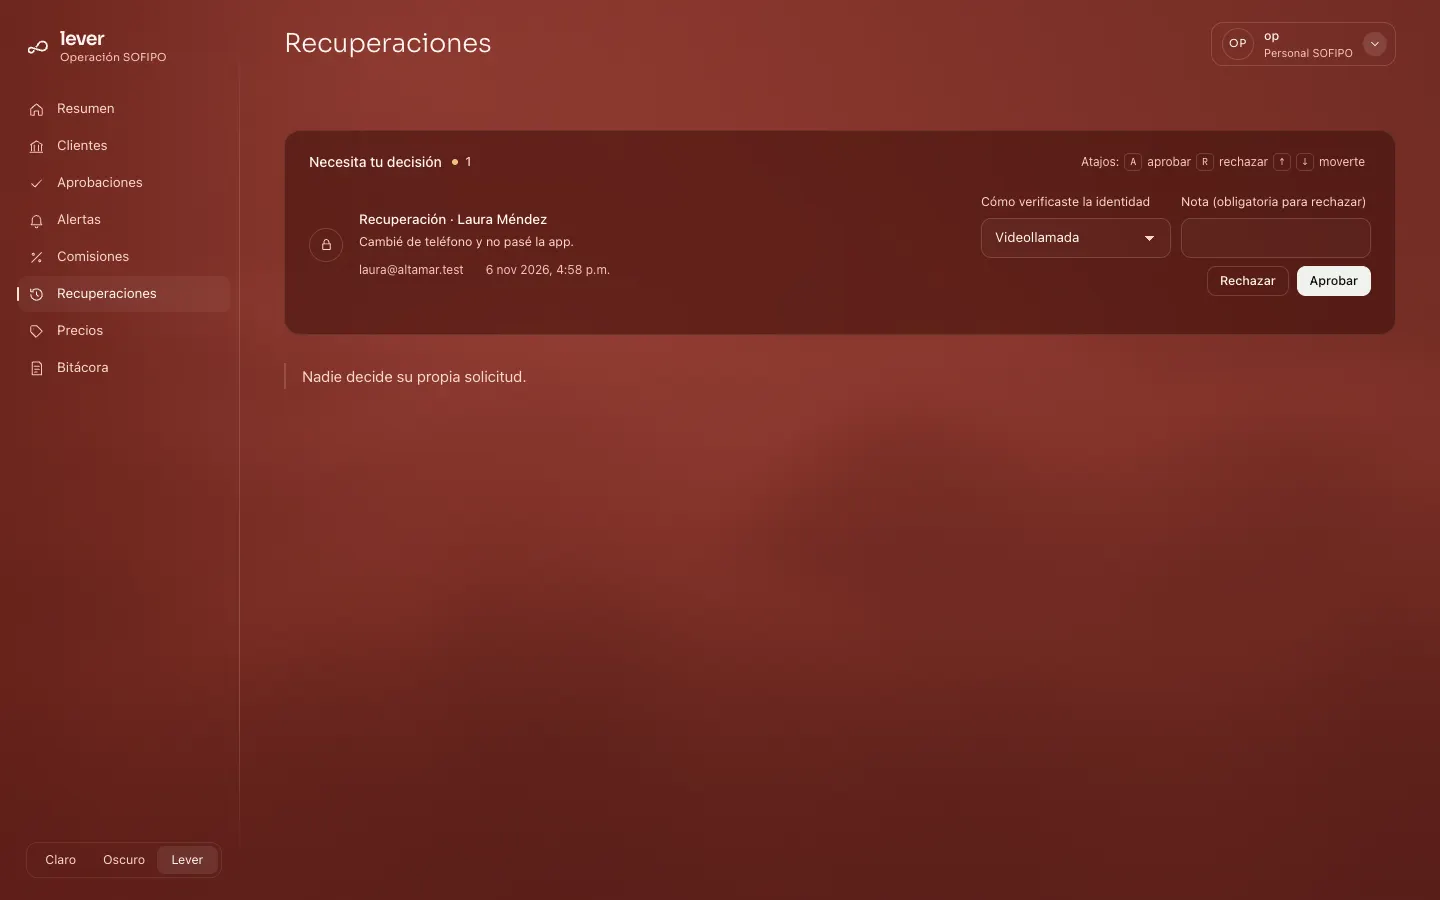 lever
Operación SOFIPO
Resumen
Clientes
Aprobaciones
Alertas
Comisiones
Recuperaciones
Precios
Bitácora
Claro Oscuro Lever
Recuperaciones
OP
op
Personal SOFIPO
Necesita tu decisión 1
Atajos: A aprobar R rechazar ↑ ↓ moverte
Recuperación · Laura Méndez
Cambié de teléfono y no pasé la app.
laura@altamar.test 6 nov 2026, 4:58 p.m.
Cómo verificaste la identidad
Videollamada
Nota (obligatoria para rechazar)
Rechazar Aprobar
Nadie decide su propia solicitud.